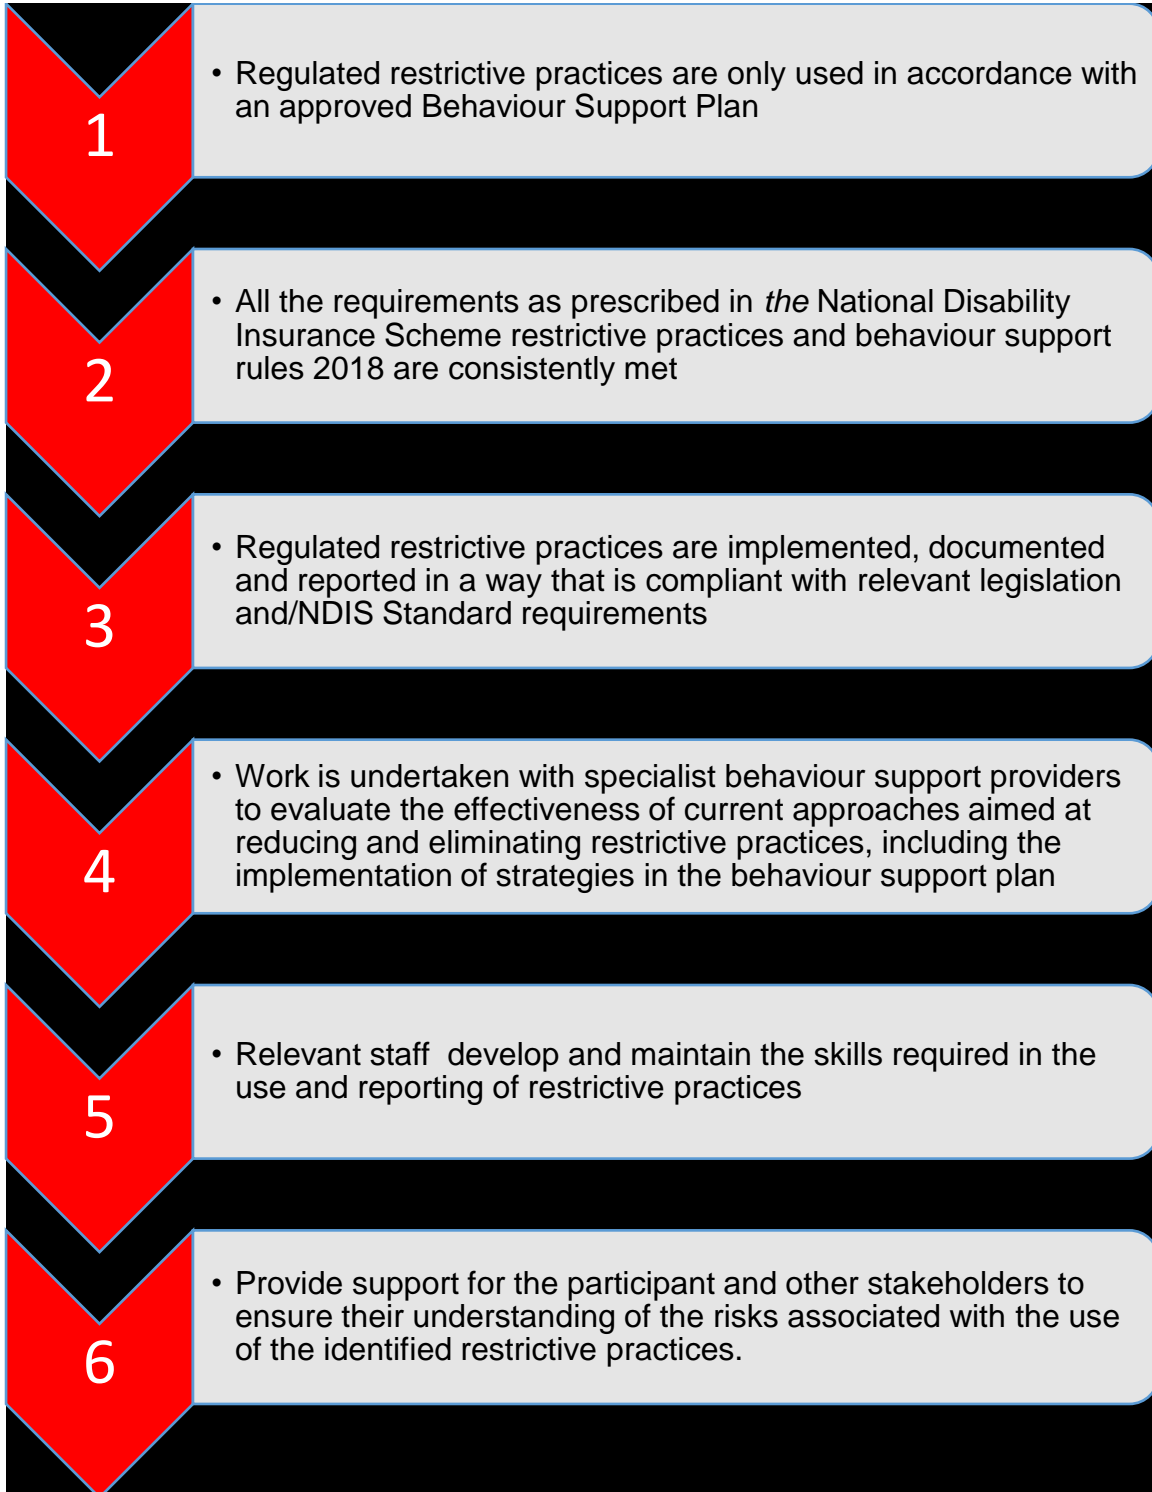 1
• Regulated restrictive practices are only used in accordance with
an approved Behaviour Support Plan
2
• All the requirements as prescribed in the National Disability
Insurance Scheme restrictive practices and behaviour support
rules 2018 are consistently met
3
• Regulated restrictive practices are implemented, documented
and reported in a way that is compliant with relevant legislation
and/NDIS Standard requirements
4
• Work is undertaken with specialist behaviour support providers
to evaluate the effectiveness of current approaches aimed at
reducing and eliminating restrictive practices, including the
implementation of strategies in the behaviour support plan
5
• Relevant staff  develop and maintain the skills required in the
use and reporting of restrictive practices
6
• Provide support for the participant and other stakeholders to
ensure their understanding of the risks associated with the use
of the identified restrictive practices.